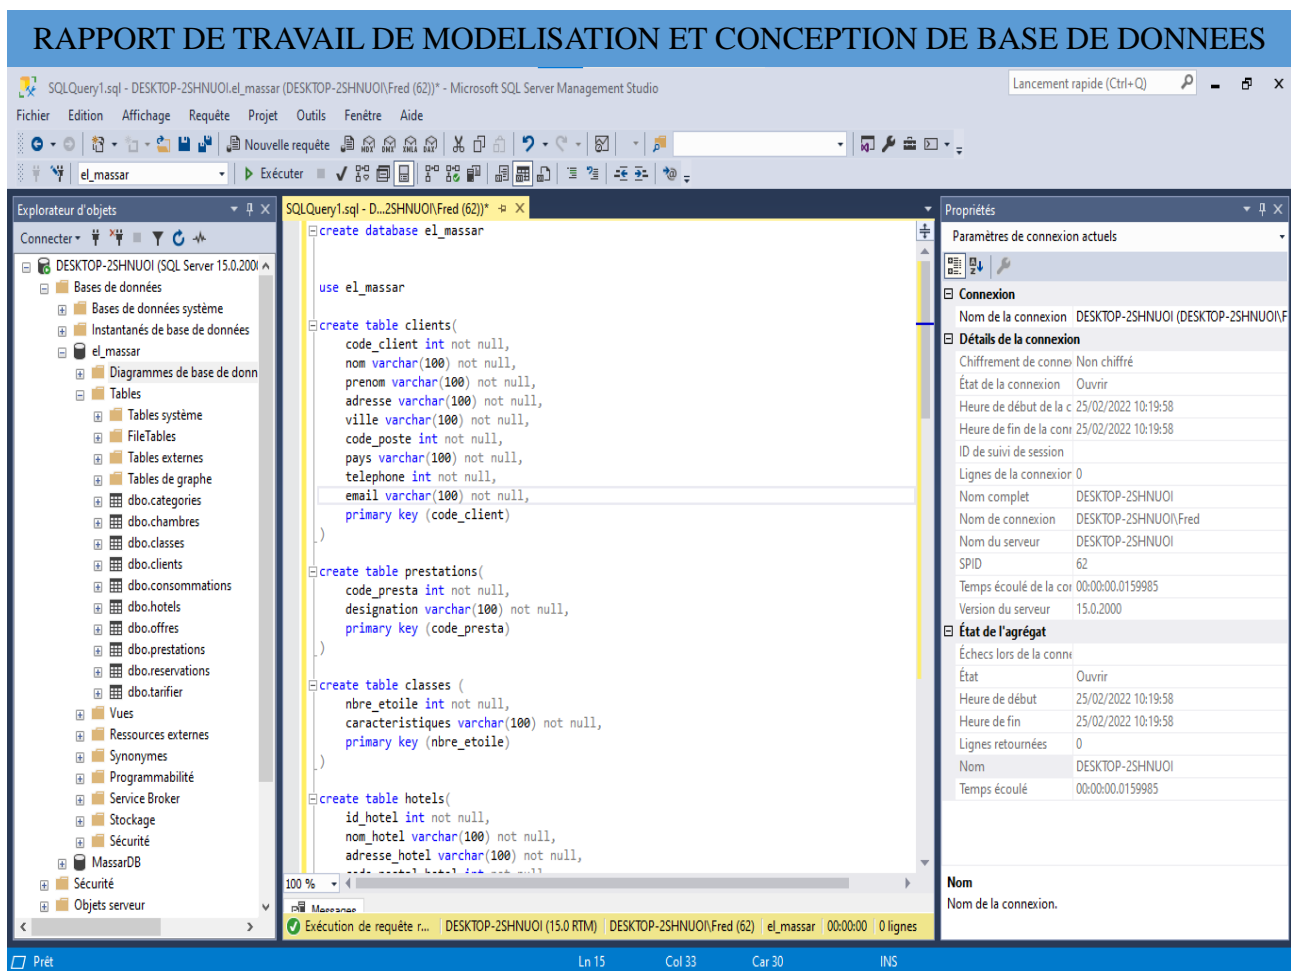 RAPPORT DE TRAVAIL DE MODELISATION ET CONCEPTION DE BASE DE DONNEES
SQLQuery1.sql - DESKTOP-2SHNUOI.el_massar (DESKTOP-2SHNUOI\Fred (62))* - Microsoft SQL Server Management Studio
Lancement rapide (Ctrl+Q)
Fichier Edition Affichage Requête Projet Outils Fenêtre Aide
Nouvelle requête MDX DMX XMLA DAX
el_massar
Exécuter
Explorateur d'objets
Connecter
DESKTOP-2SHNUOI (SQL Server 15.0.200
Bases de données
Bases de données système
Instantanés de base de données
el_massar
Diagrammes de base de donn
Tables
Tables système
FileTables
Tables externes
Tables de graphe
dbo.categories
dbo.chambres
dbo.classes
dbo.clients
dbo.consommations
dbo.hotels
dbo.offres
dbo.prestations
dbo.reservations
dbo.tarifier
Vues
Ressources externes
Synonymes
Programmabilité
Service Broker
Stockage
Sécurité
MassarDB
Sécurité
Objets serveur
SQLQuery1.sql - D...2SHNUOI\Fred (62))*
create database el_massar
use el_massar
create table clients(
code_client int not null,
nom varchar(100) not null,
prenom varchar(100) not null,
adresse varchar(100) not null,
ville varchar(100) not null,
code_poste int not null,
pays varchar(100) not null,
telephone int not null,
email varchar(100) not null,
primary key (code_client)
)
create table prestations(
code_presta int not null,
designation varchar(100) not null,
primary key (code_presta)
)
create table classes (
nbre_etoile int not null,
caracteristiques varchar(100) not null,
primary key (nbre_etoile)
)
create table hotels(
id_hotel int not null,
nom_hotel varchar(100) not null,
adresse_hotel varchar(100) not null,
code_postal_hotel int not null
100 %
Messages
Exécution de requête r... DESKTOP-2SHNUOI (15.0 RTM) DESKTOP-2SHNUOI\Fred (62) el_massar 00:00:00 0 lignes
Propriétés
Paramètres de connexion actuels
Connexion
Nom de la connexion DESKTOP-2SHNUOI (DESKTOP-2SHNUOI\F
Détails de la connexion
Chiffrement de conne Non chiffré
État de la connexion Ouvrir
Heure de début de la c 25/02/2022 10:19:58
Heure de fin de la conn 25/02/2022 10:19:58
ID de suivi de session
Lignes de la connexion 0
Nom complet DESKTOP-2SHNUOI
Nom de connexion DESKTOP-2SHNUOI\Fred
Nom du serveur DESKTOP-2SHNUOI
SPID 62
Temps écoulé de la cor 00:00:00.0159985
Version du serveur 15.0.2000
État de l'agrégat
Échecs lors de la conne
État Ouvrir
Heure de début 25/02/2022 10:19:58
Heure de fin 25/02/2022 10:19:58
Lignes retournées 0
Nom DESKTOP-2SHNUOI
Temps écoulé 00:00:00.0159985
Nom
Nom de la connexion.
Prêt Ln 15 Col 33 Car 30 INS